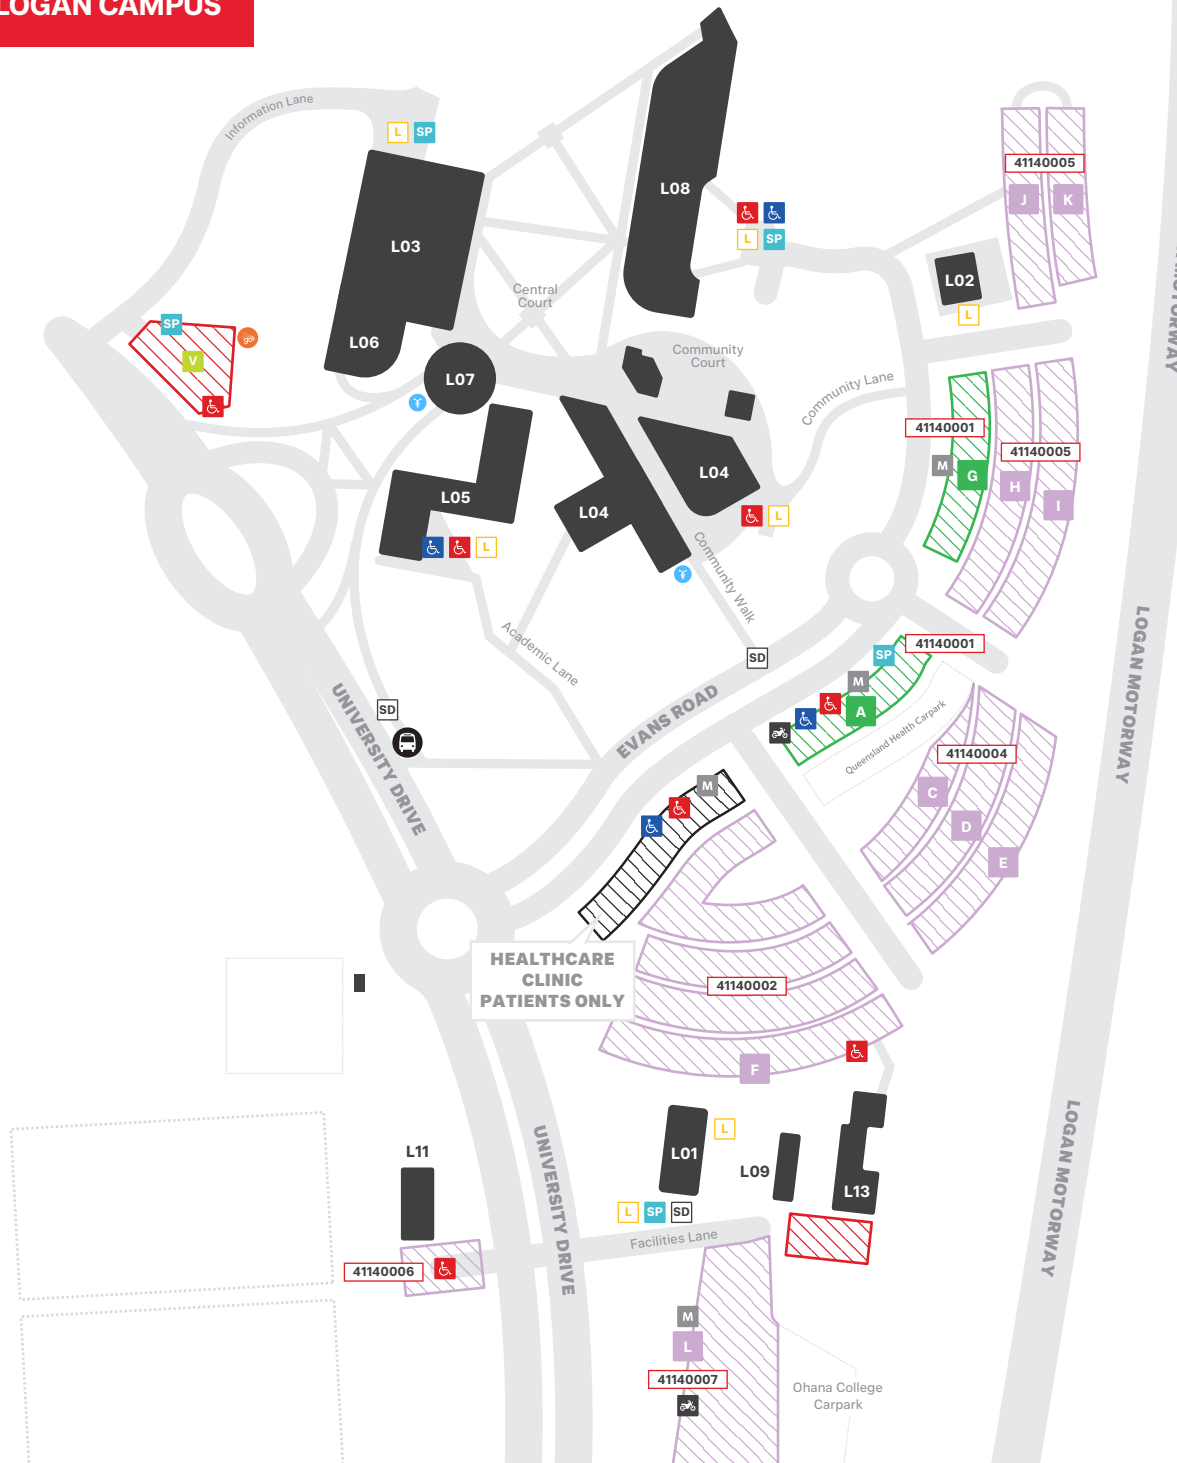 LOGAN CAMPUS
Information Lane
L
SP
L03
L06
L08
L
SP
41140005
J
K
L02
L
Central
Court
SP
V
go
L07
Community
Court
Community Lane
41140001
M
G
41140005
H
I
L05
L
L04
L04
L
Community Walk
Academic Lane
SD
SD
UNIVERSITY DRIVE
EVANS ROAD
41140001
SP
M
A
Queensland Health Carpark
41140004
C
D
E
LOGAN MOTORWAY
M
HEALTHCARE
CLINIC
PATIENTS ONLY
41140002
F
L01
L
L09
L13
L11
L
SP
SD
Facilities Lane
41140006
UNIVERSITY DRIVE
LOGAN MOTORWAY
M
L
41140007
Ohana College
Carpark
MOTORWAY